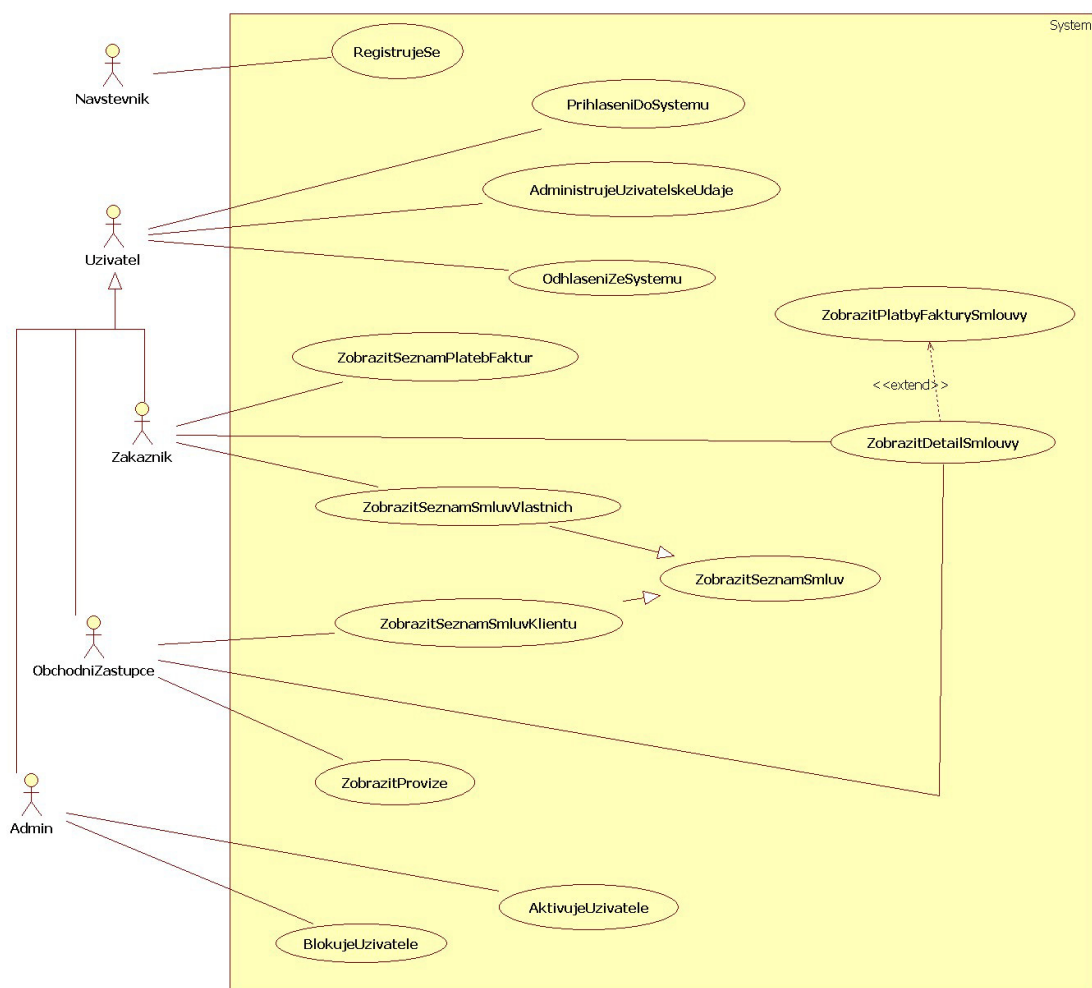 System
RegistrujeSe
Navstevnik
PrihlaseniDoSystemu
AdministrujeUzivatelskeUdaje
Uzivatel
OdhlaseniZeSystemu
ZobrazitPlatbyFakturySmlouvy
ZobrazitSeznamPlatebFaktur
<<extend>>
ZobrazitDetailSmlouvy
Zakaznik
ZobrazitSeznamSmluvVlastnich
ZobrazitSeznamSmluv
ZobrazitSeznamSmluvKlientu
ObchodniZastupce
ZobrazitProvize
Admin
AktivujeUzivatele
BlokujeUzivatele